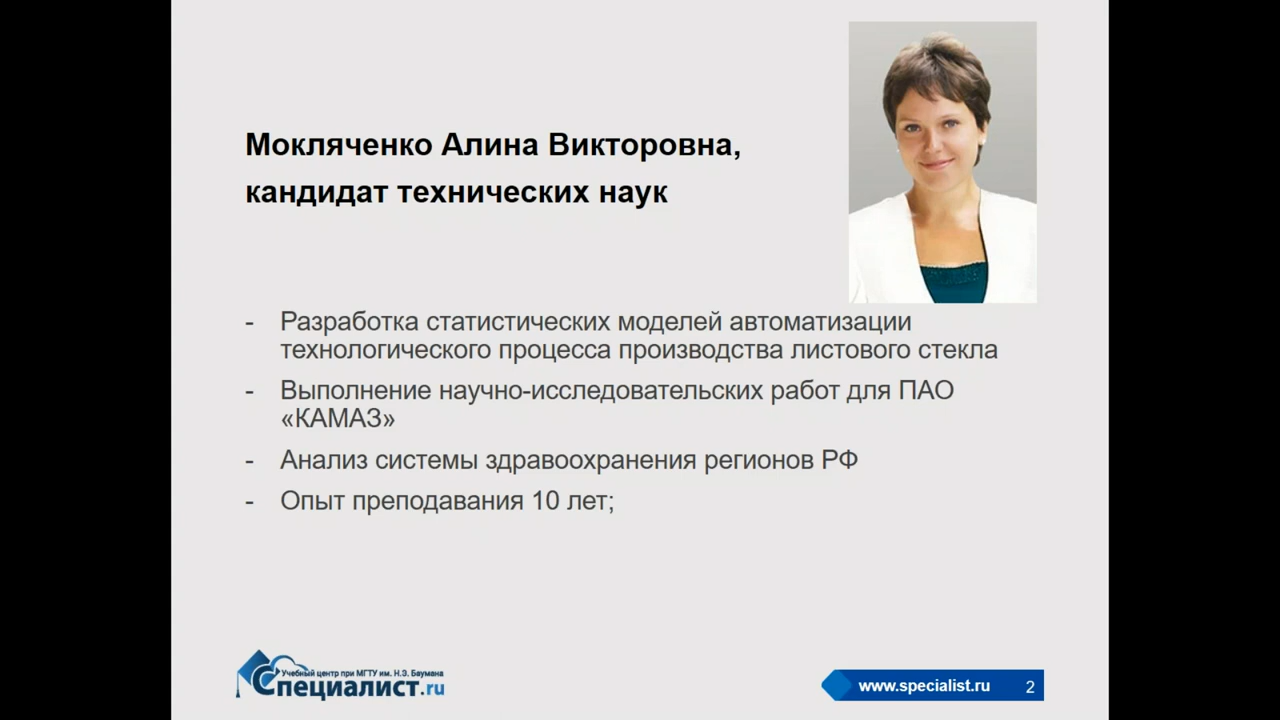 Мокляченко Алина Викторовна,
кандидат технических наук
- Разработка статистических моделей автоматизации
технологического процесса производства листового стекла
- Выполнение научно-исследовательских работ для ПАО
«КАМАЗ»
- Анализ системы здравоохранения регионов РФ
- Опыт преподавания 10 лет;
Учебный центр при МГТУ им. Н.Э. Баумана
Специалист.ru
www.specialist.ru 2